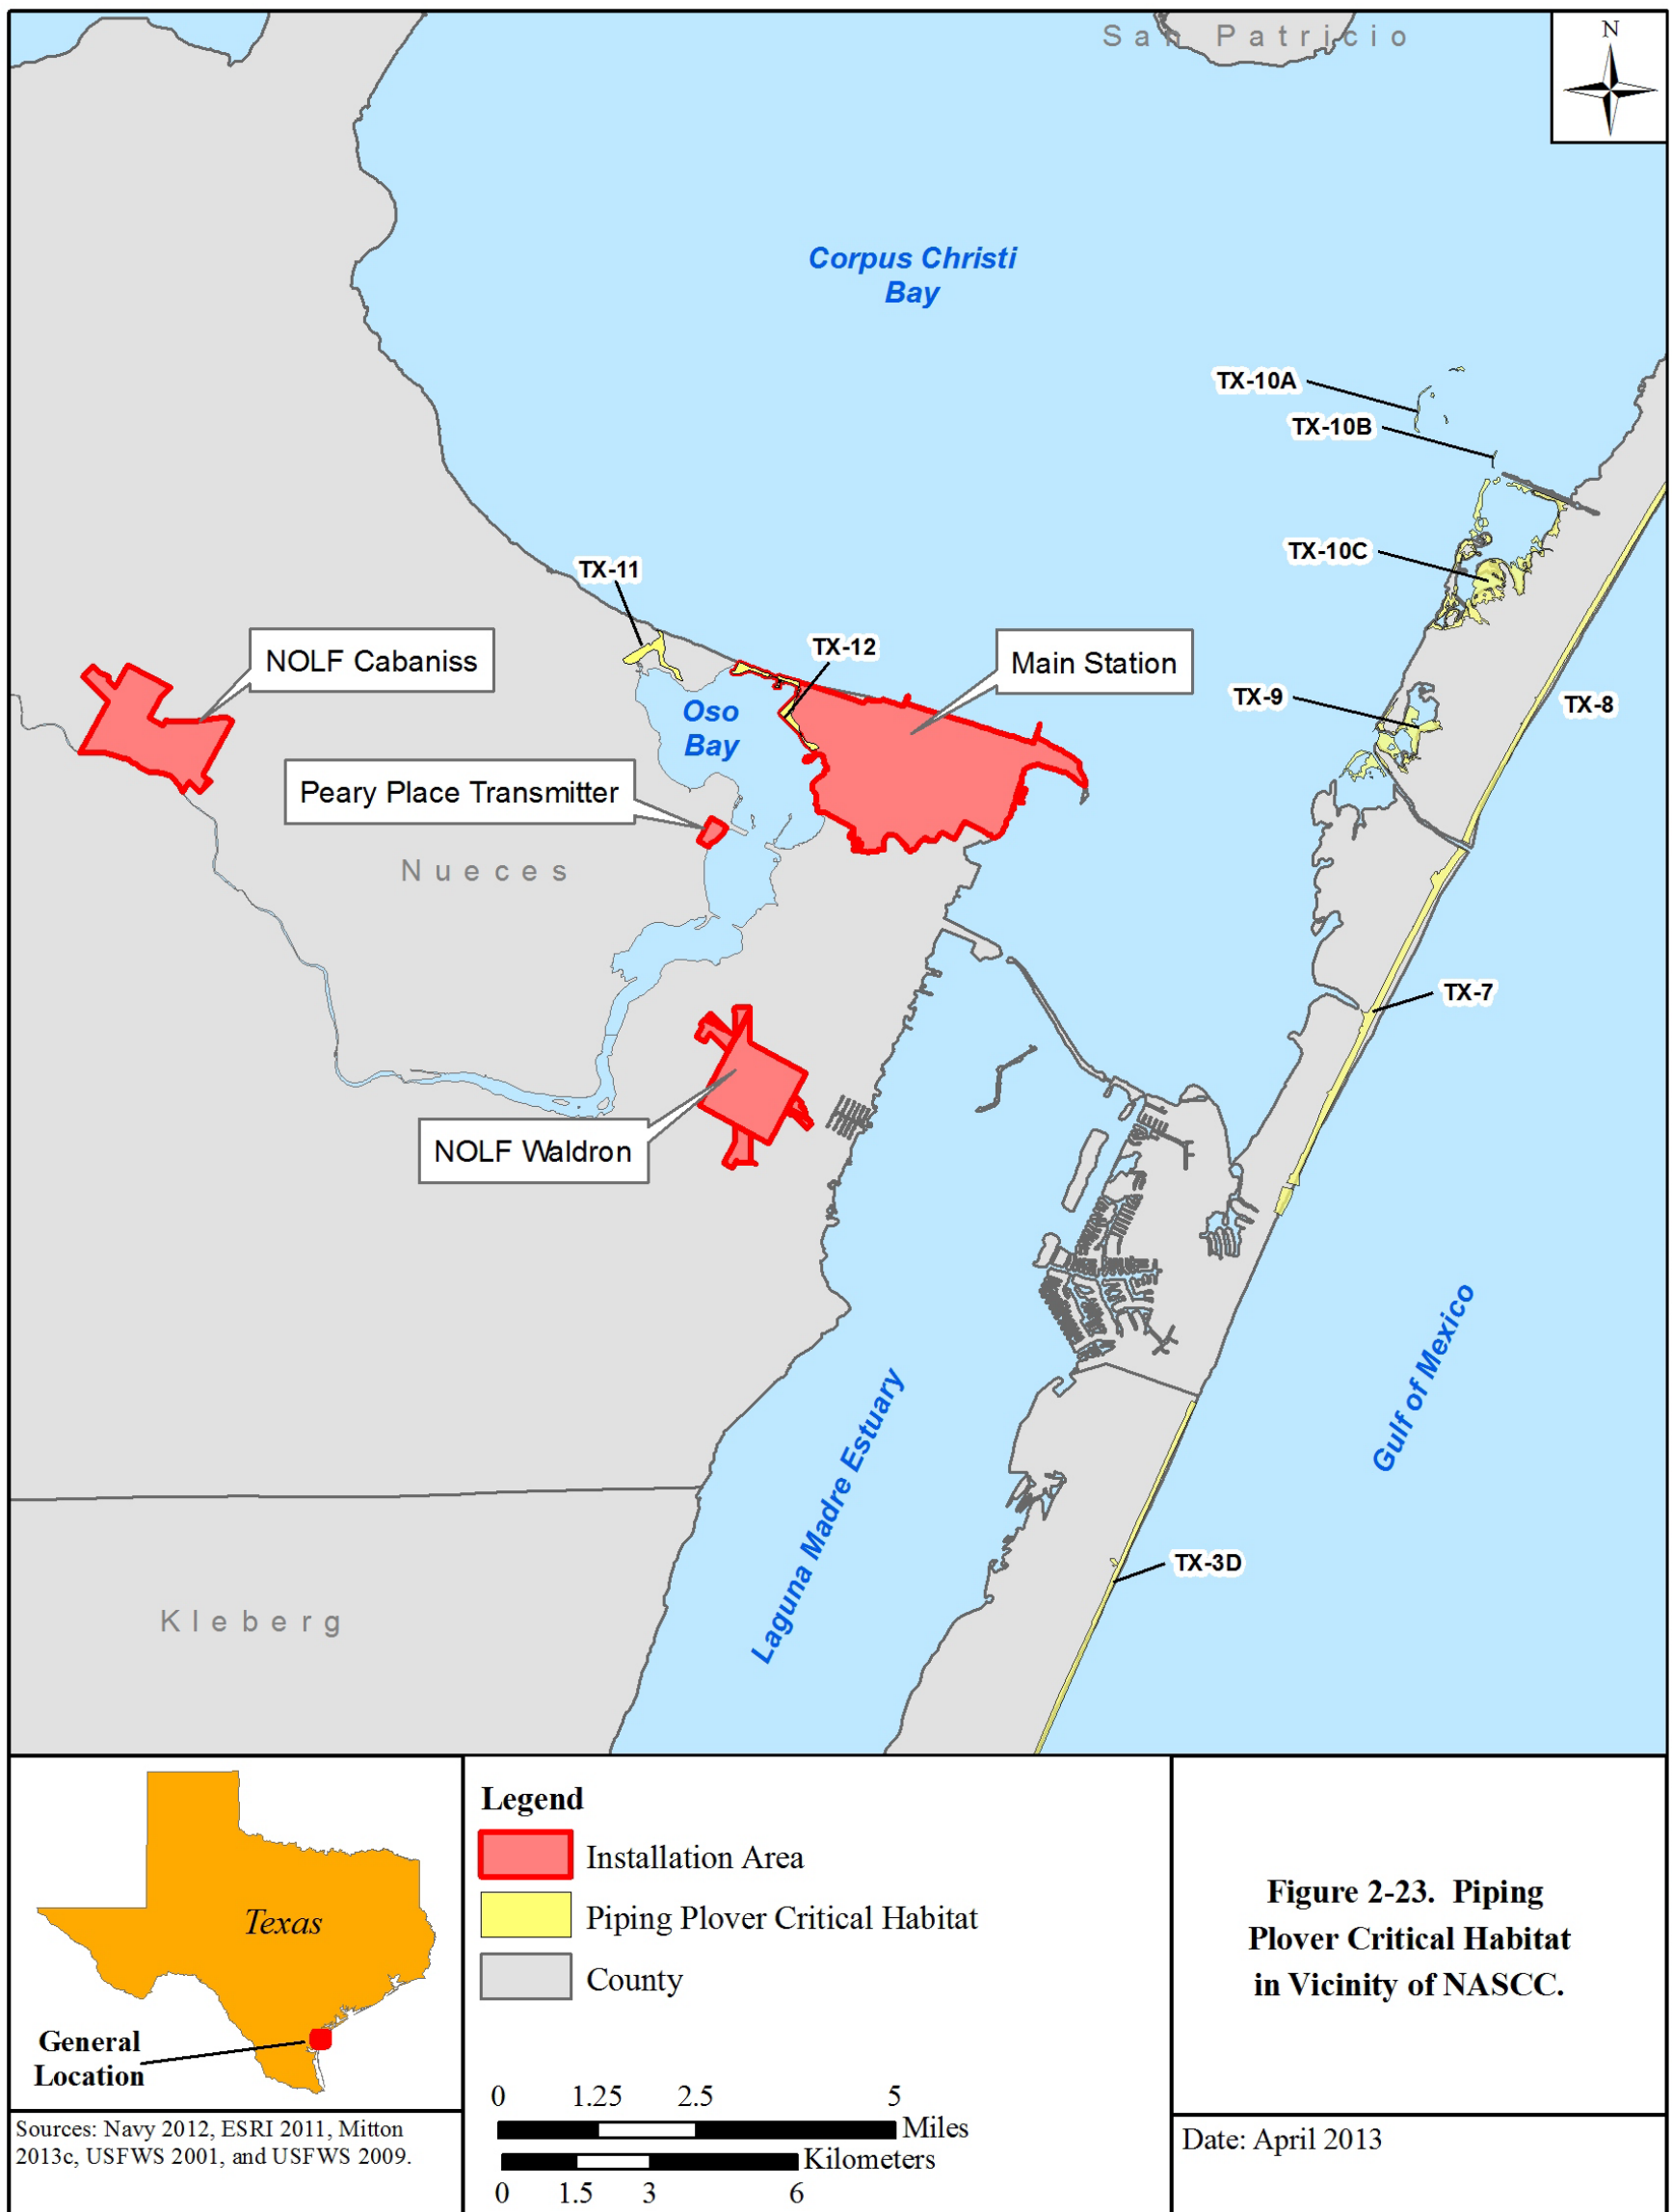 San Patricio
N
Corpus Christi
Bay
TX-10A
TX-10B
TX-10C
TX-11
NOLF Cabaniss
TX-12
Main Station
TX-9
TX-8
Oso
Bay
Peary Place Transmitter
Nueces
TX-7
NOLF Waldron
Gulf of Mexico
Laguna Madre Estuary
TX-3D
Kleberg
Texas
General
Location
Sources: Navy 2012, ESRI 2011, Mitton
2013c, USFWS 2001, and USFWS 2009.
Legend
Installation Area
Piping Plover Critical Habitat
County
0 1.25 2.5 5
Miles
Kilometers
0 1.5 3 6
Figure 2-23. Piping
Plover Critical Habitat
in Vicinity of NASCC.
Date: April 2013